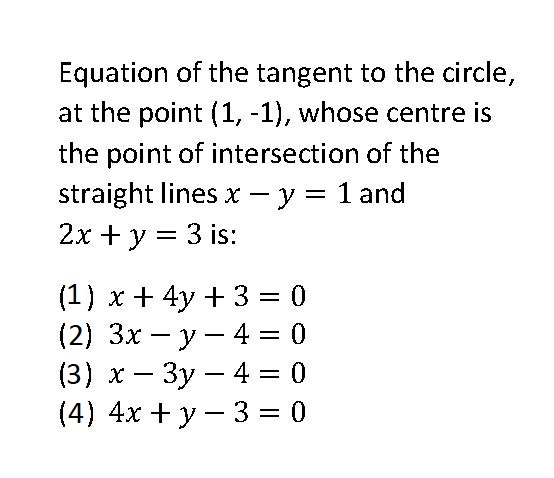 Equation of the tangent to the circle,
at the point (1, -1), whose centre is
the point of intersection of the
straight lines x − y = 1 and
2x + y = 3 is:
(1) x + 4y + 3 = 0
(2) 3x − y − 4 = 0
(3) x − 3y − 4 = 0
(4) 4x + y − 3 = 0